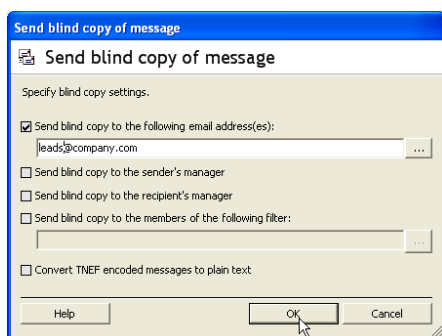 Send blind copy of message
Send blind copy of message
Specify blind copy settings.
Send blind copy to the following email address(es):
leads@company.com
...
Send blind copy to the sender's manager
Send blind copy to the recipient's manager
Send blind copy to the members of the following filter:
...
Convert TNEF encoded messages to plain text
Help
OK
Cancel